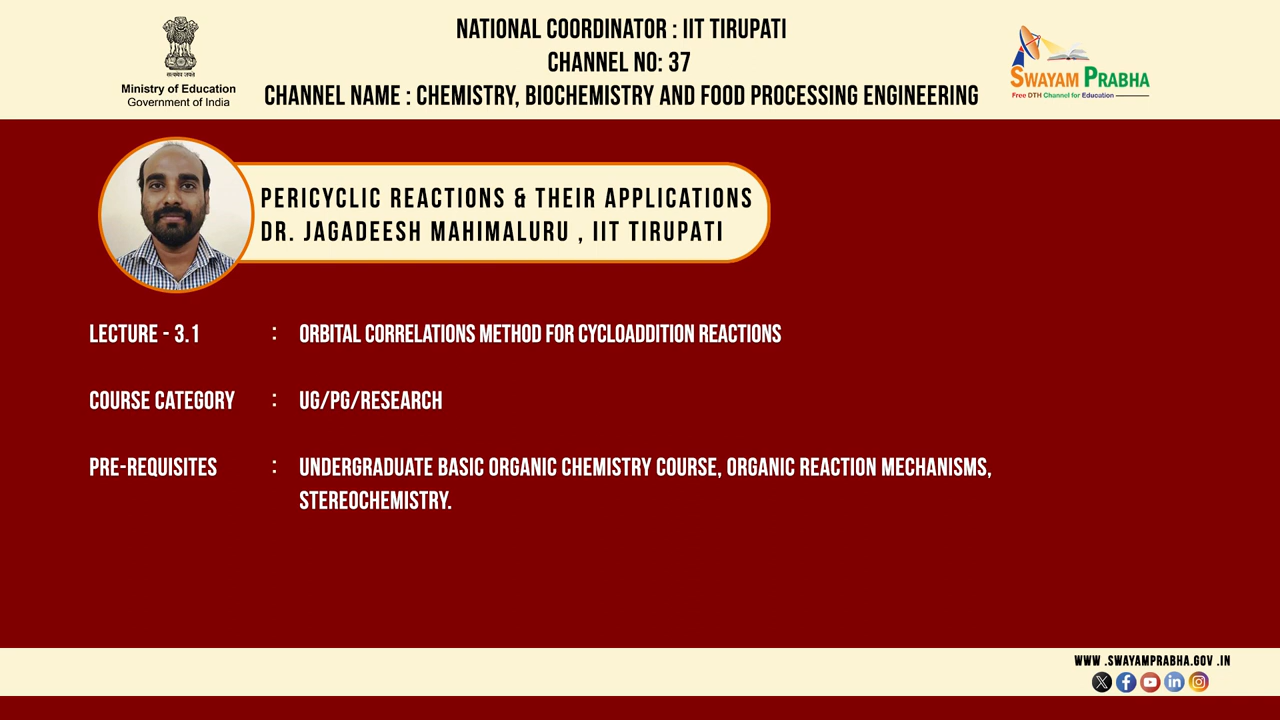 NATIONAL COORDINATOR : IIT TIRUPATI
CHANNEL NO: 37
CHANNEL NAME : CHEMISTRY, BIOCHEMISTRY AND FOOD PROCESSING ENGINEERING
सत्यमेव जयते
Ministry of Education
Government of India
SWAYAM PRABHA
Free DTH Channel for Education
PERICYCLIC REACTIONS & THEIR APPLICATIONS
DR. JAGADEESH MAHIMALURU , IIT TIRUPATI
LECTURE - 3.1 : ORBITAL CORRELATIONS METHOD FOR CYCLOADDITION REACTIONS
COURSE CATEGORY : UG/PG/RESEARCH
PRE-REQUISITES : UNDERGRADUATE BASIC ORGANIC CHEMISTRY COURSE, ORGANIC REACTION MECHANISMS,
STEREOCHEMISTRY.
WWW .SWAYAMPRABHA.GOV .IN